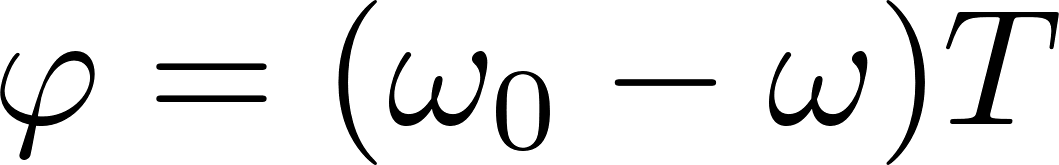 φ = (ω₀ − ω)T